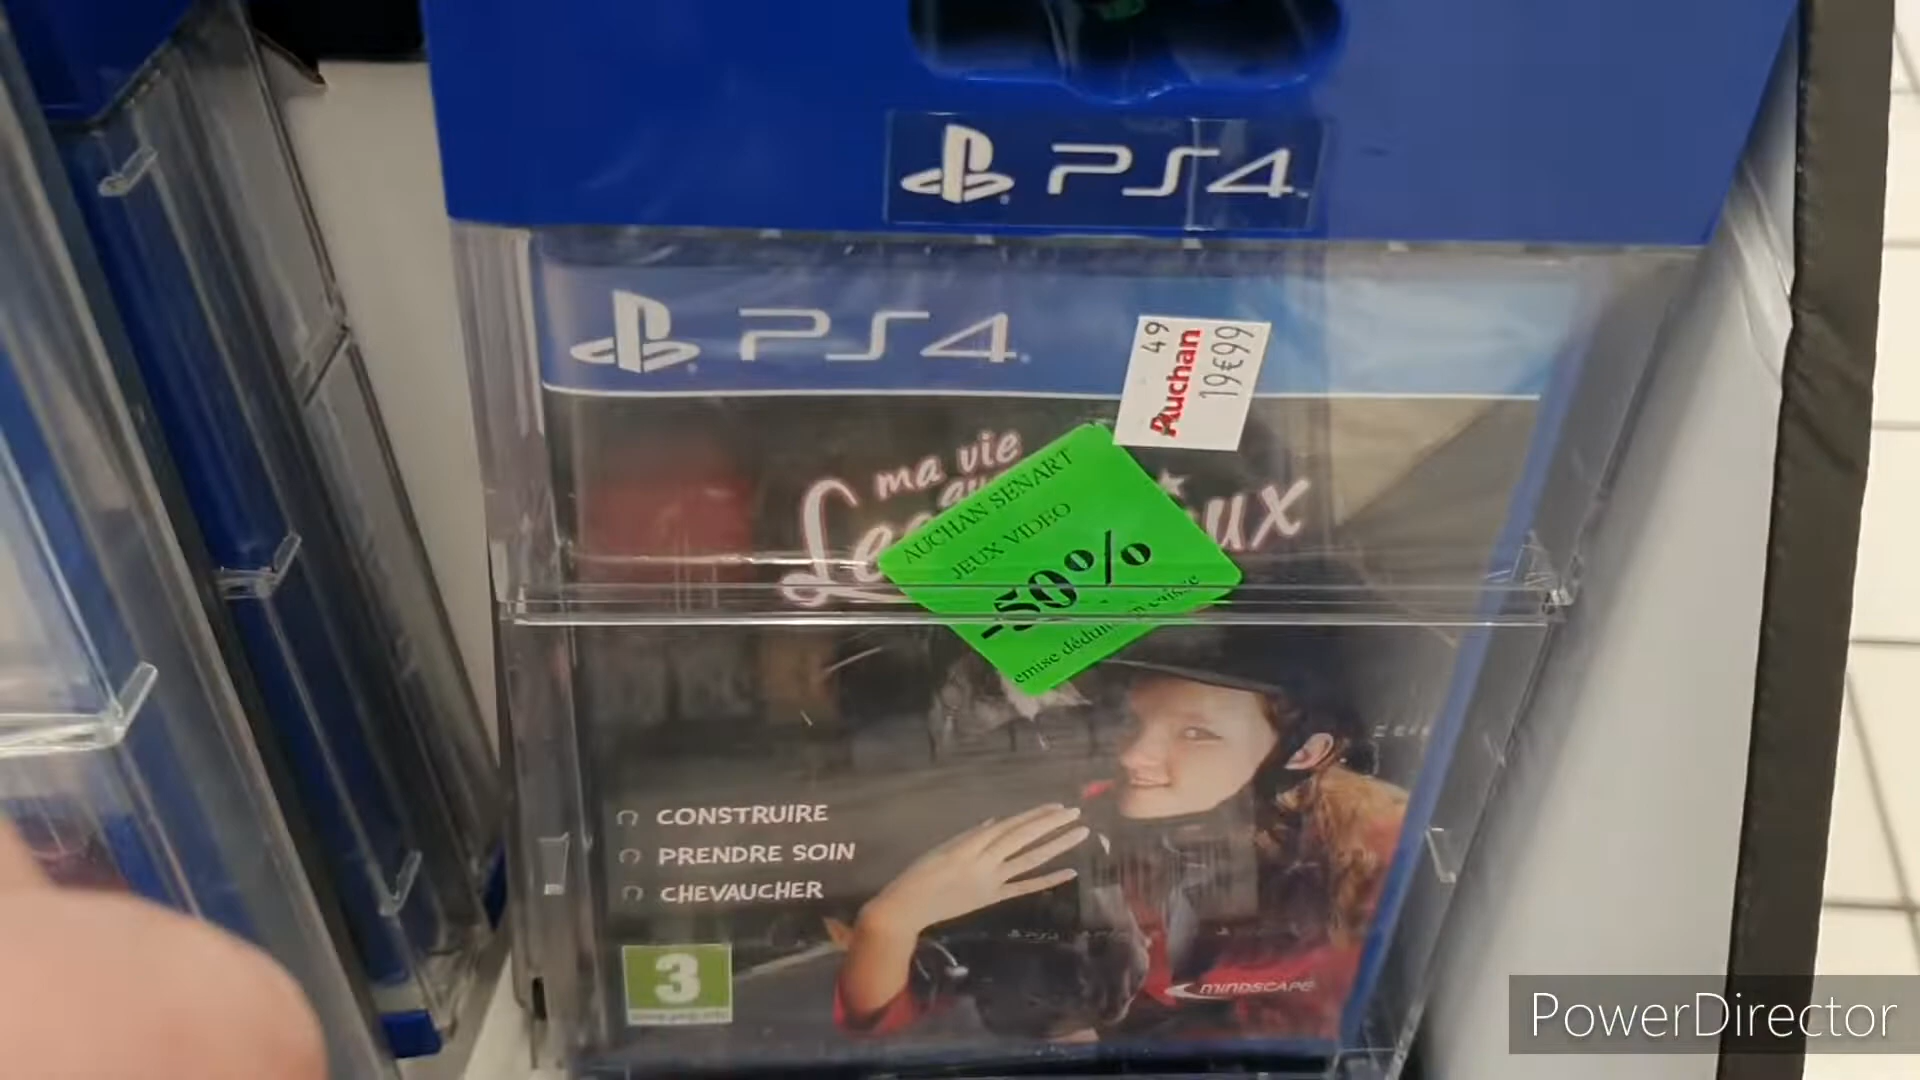 PS4
PS4
49
Auchan
19€99
ma vie
AUCHAN SENART
JEUX VIDEO
-50%
CONSTRUIRE
PRENDRE SOIN
CHEVAUCHER
3
mINDSCAPE
PowerDirector